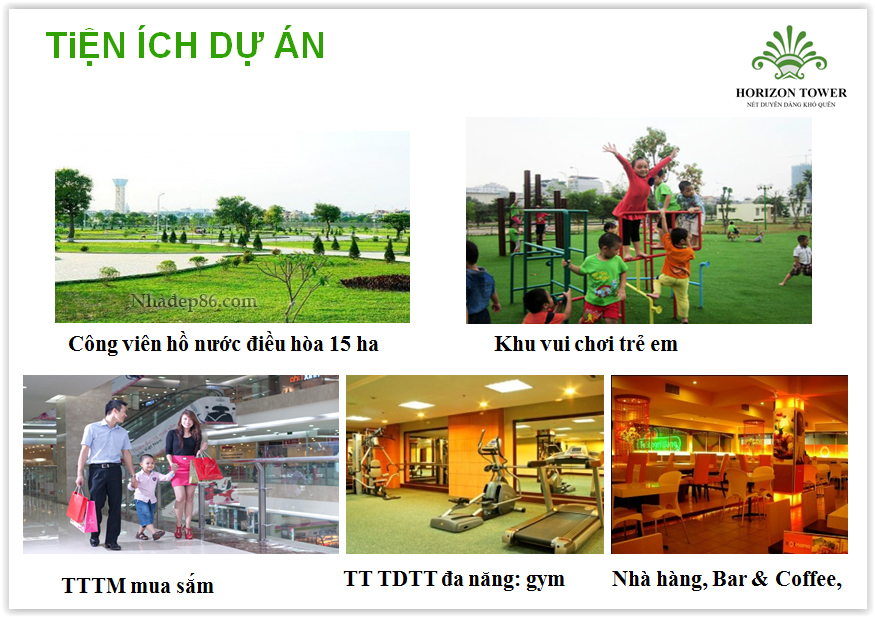 TiỆN ÍCH DỰ ÁN
HORIZON TOWER
NÉT DUYÊN DÁNG KHÓ QUÊN
Nhadep86.com
Công viên hồ nước điều hòa 15 ha
Khu vui chơi trẻ em
TTTM mua sắm
TT TDTT đa năng: gym
Nhà hàng, Bar & Coffee,